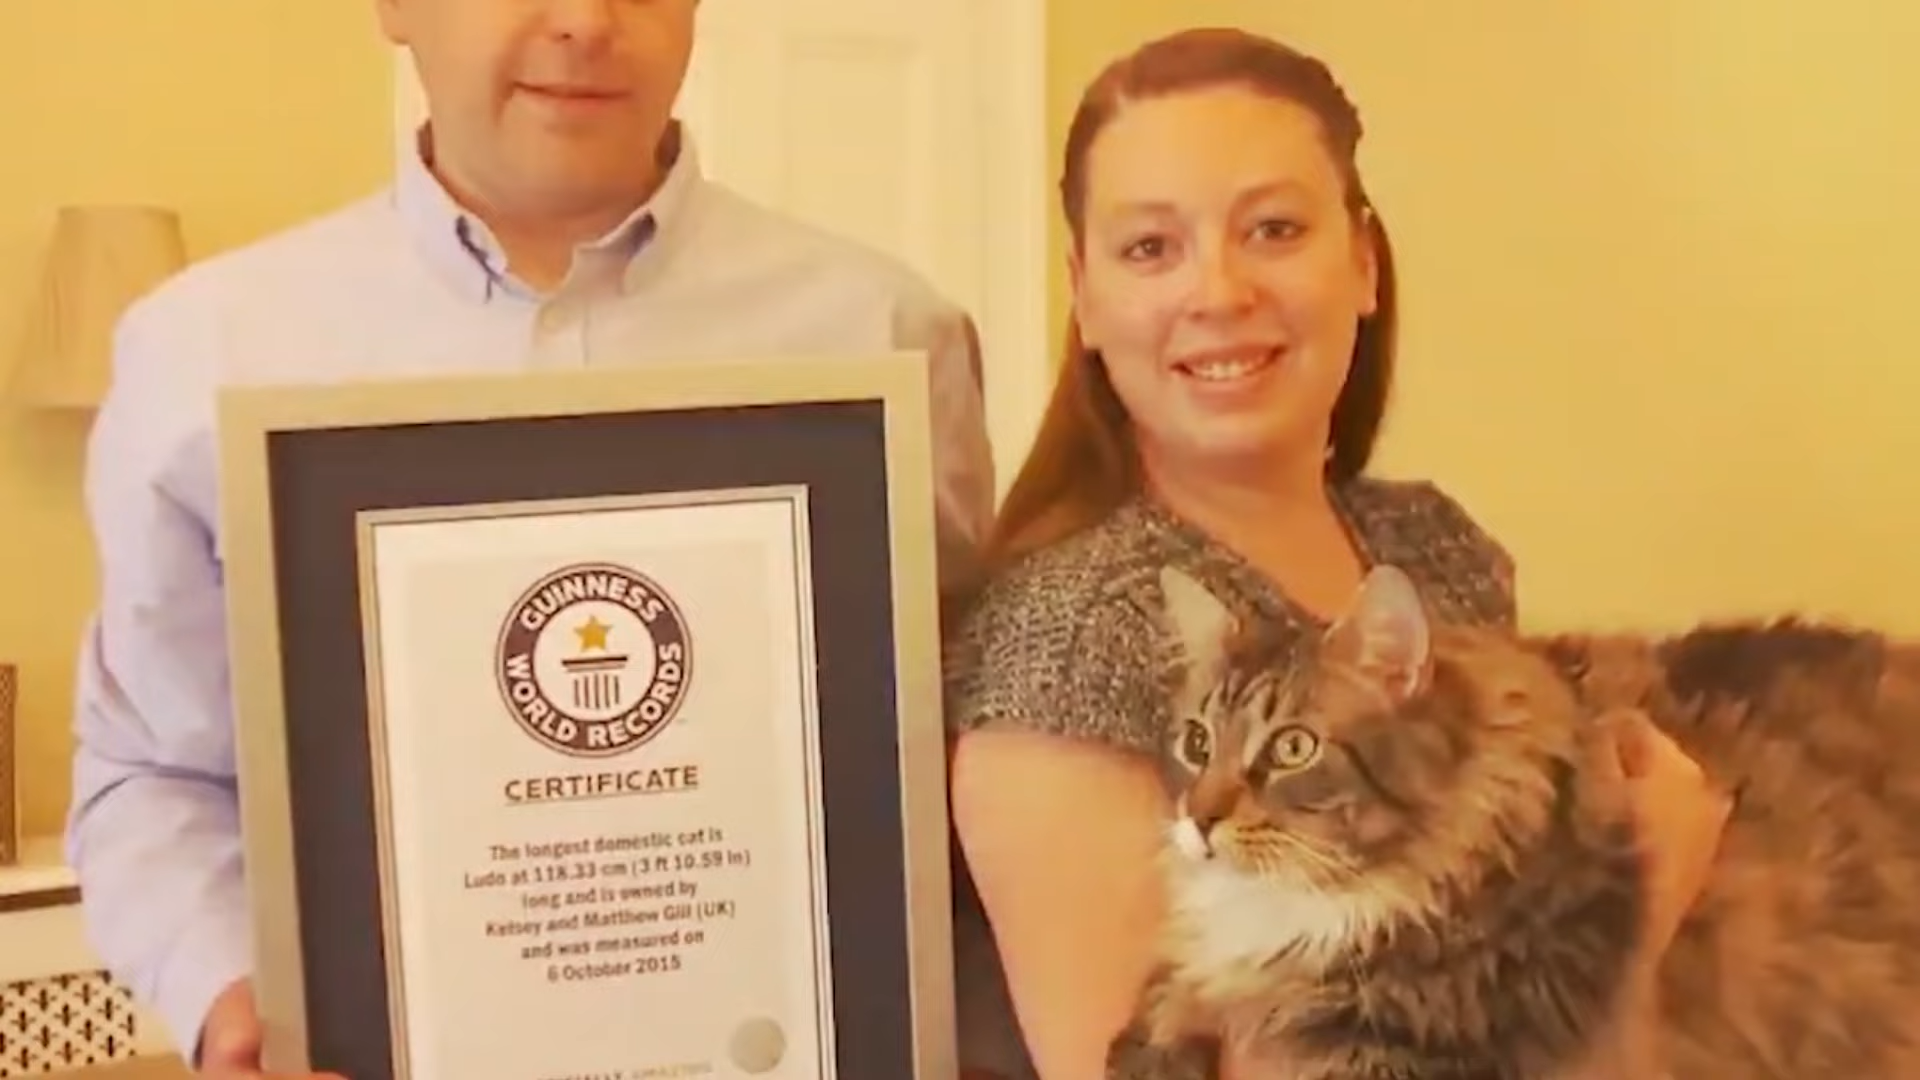 GUINNESS
WORLD RECORDS
CERTIFICATE
The longest domestic cat is
Ludo at 118.33 cm (3 ft 10.59 in)
long and is owned by
Kelsey and Matthew Gill (UK)
and was measured on
6 October 2015